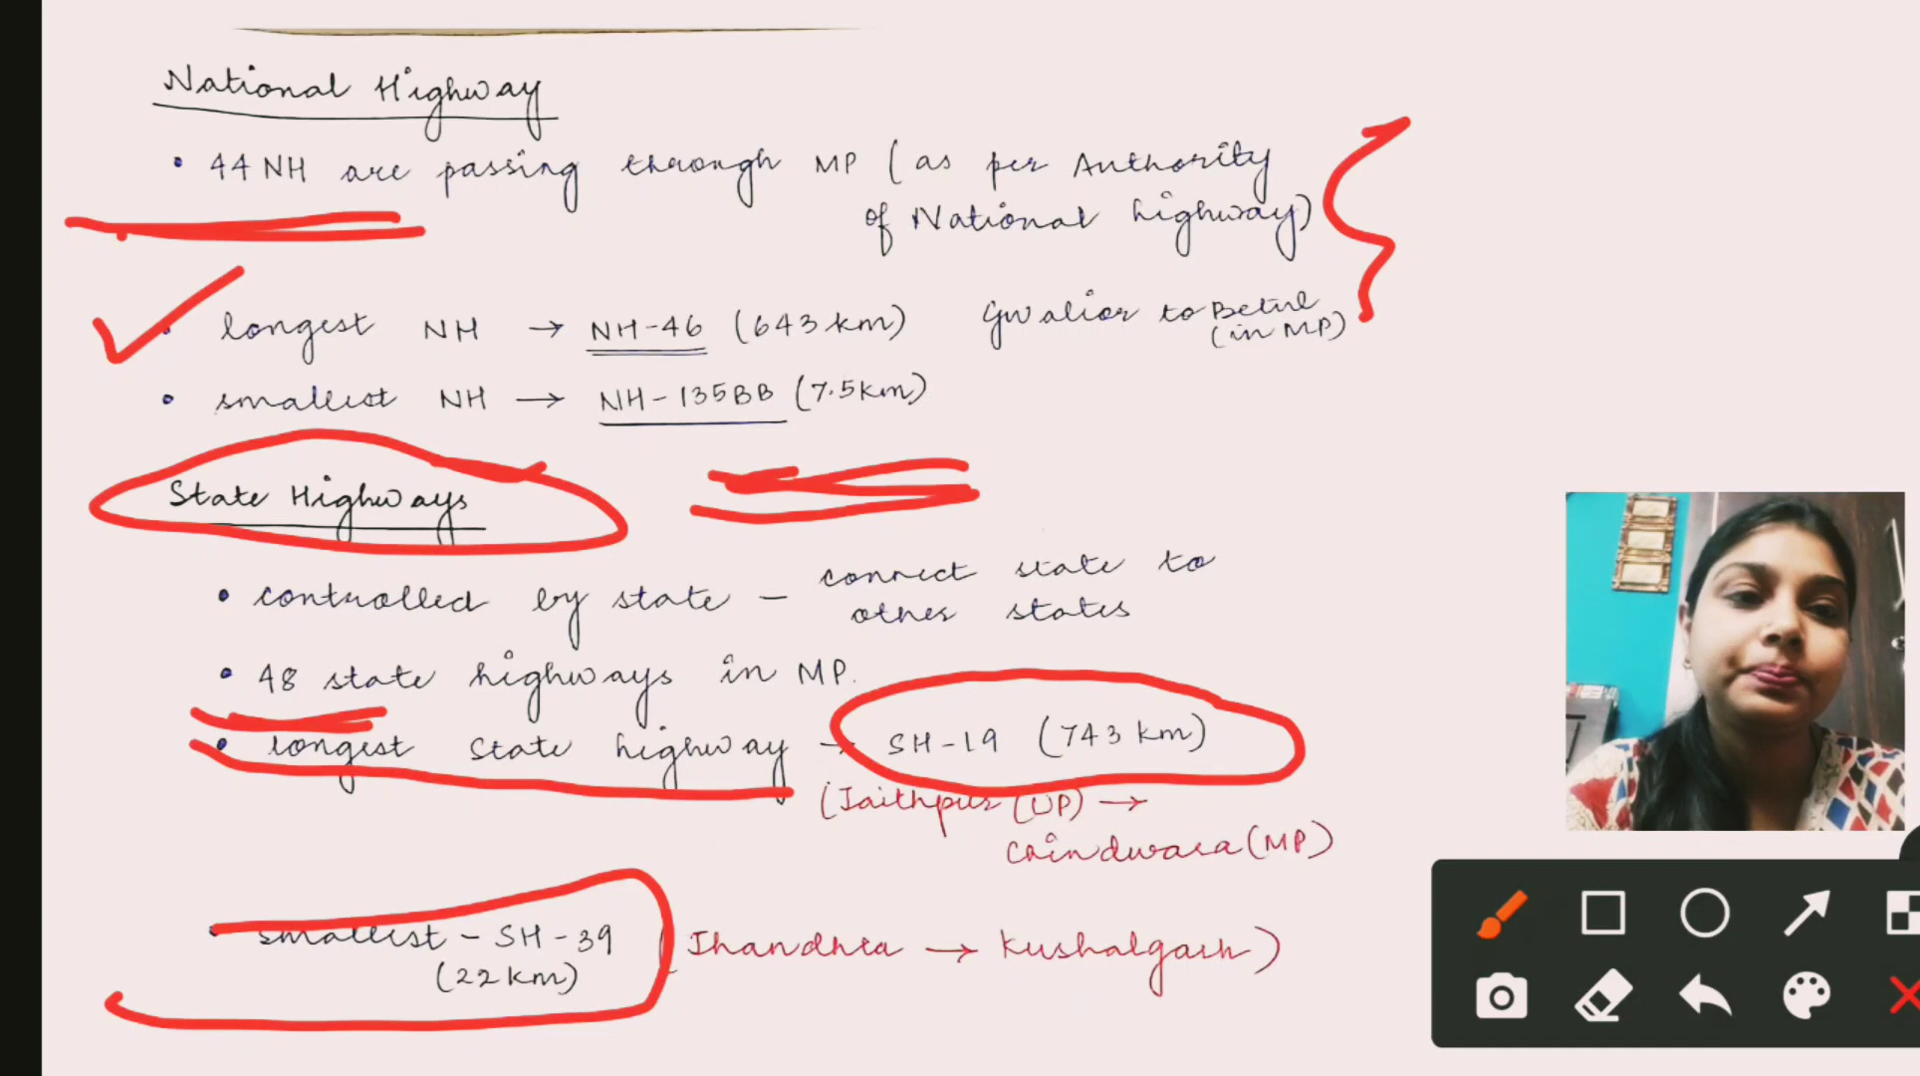 National Highway
• 44 NH are passing through MP (as per Authority
of National highway)
• longest NH → NH-46 (643 km) Gwalior to Betul
(in MP)
• smallest NH → NH-135BB (7.5km)
State Highways
• controlled by state – connect state to
other states
• 48 state highways in MP.
• longest State highway → SH-19 (743 km)
(Jaithpur (UP) →
Chindwara (MP)
• smallest – SH-39 (Jhandhla → Kushalgarh)
(22 km)